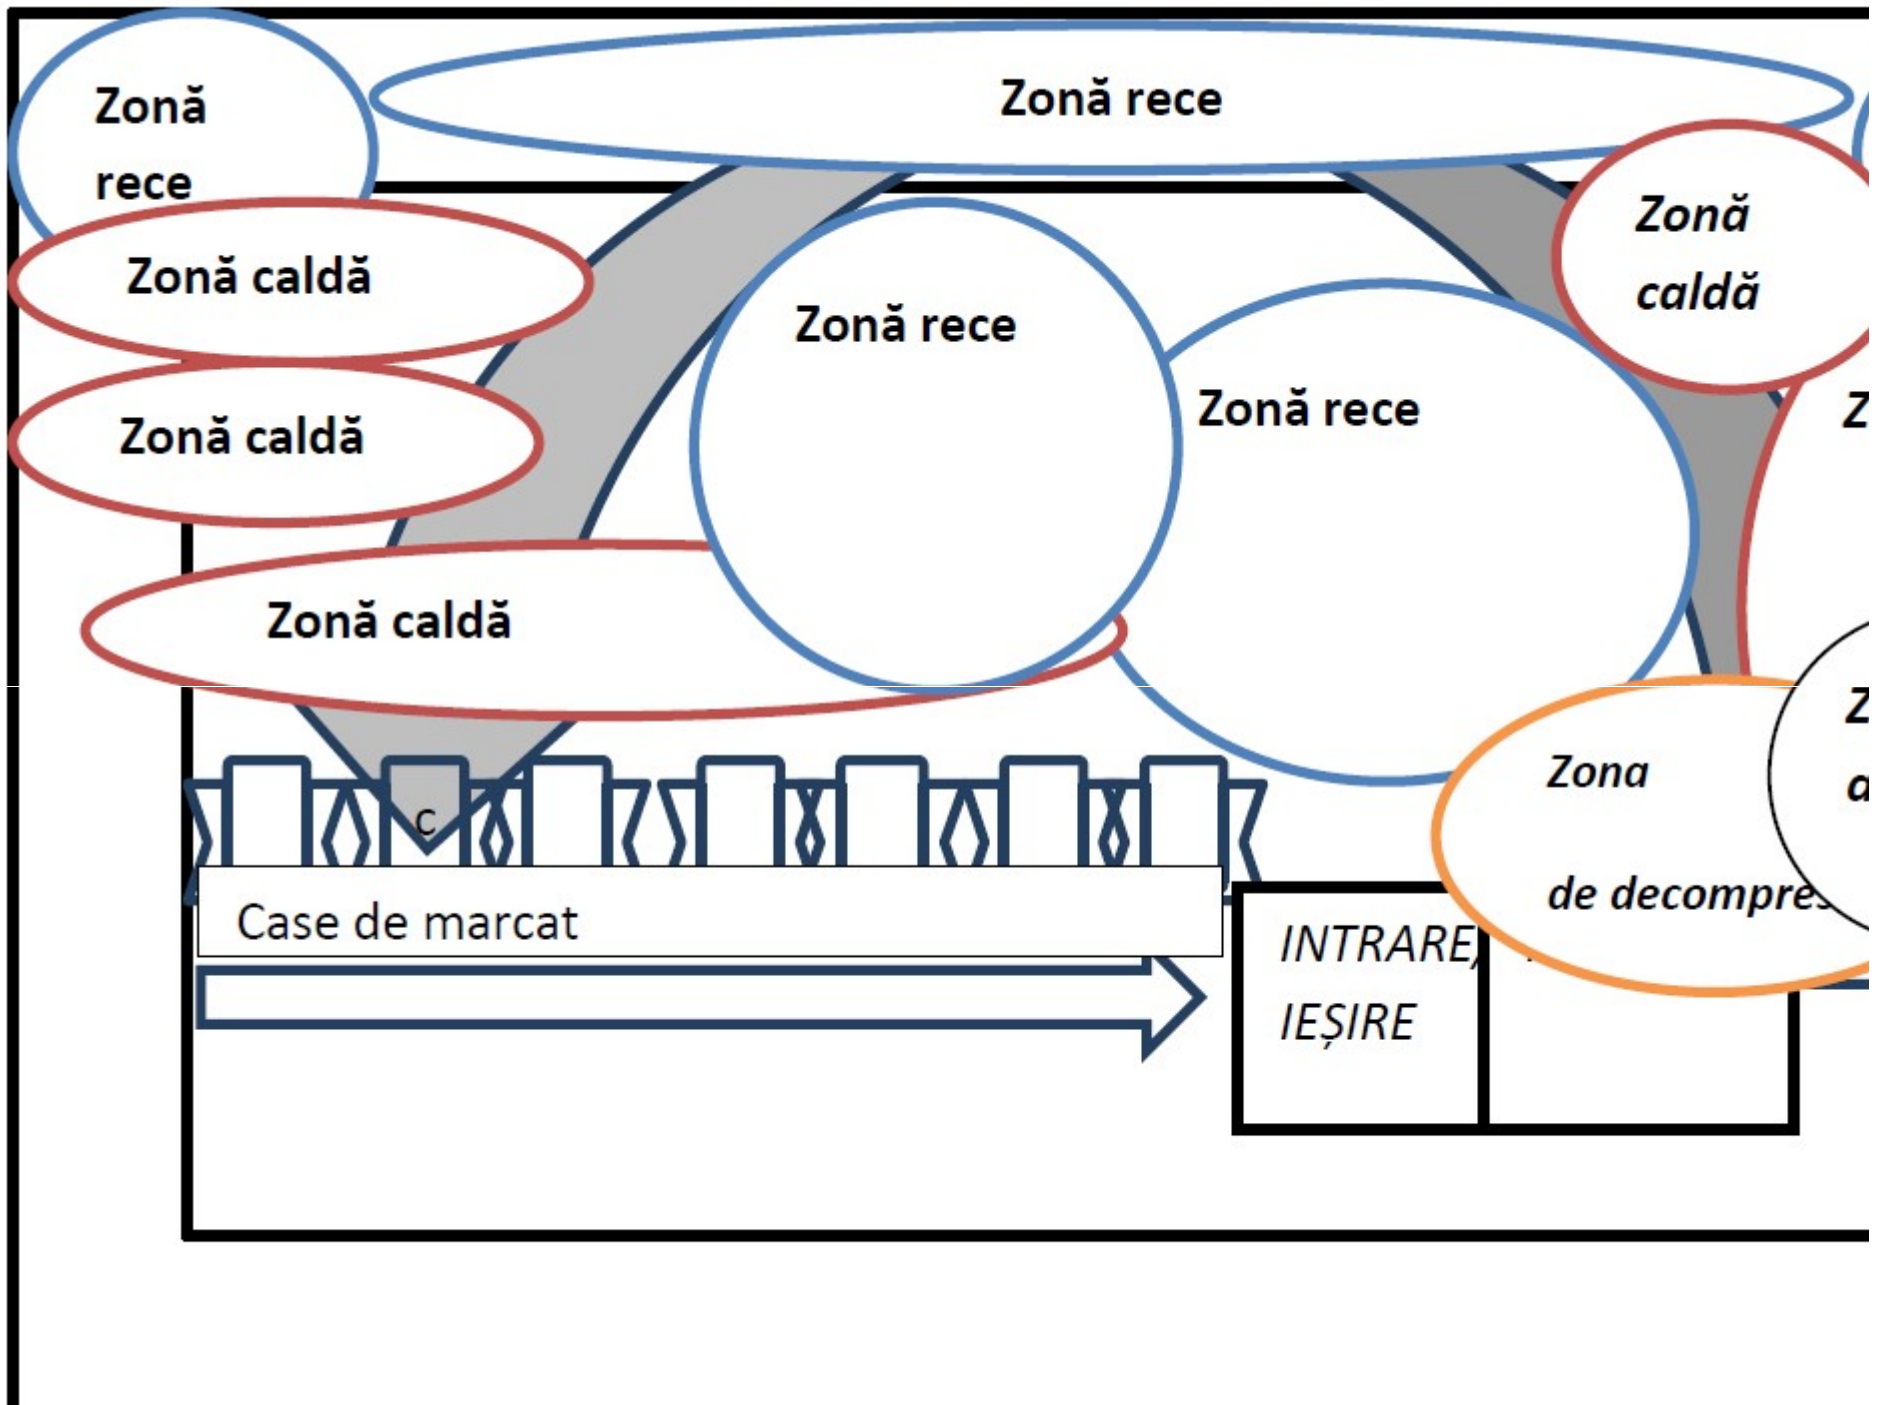 Zonă
rece
Zonă rece
Zonă
caldă
Zonă caldă
Zonă rece
Zonă rece
Zonă caldă
Zonă caldă
Z
Zona
de decompres
Z
a
c
Case de marcat
INTRARE/
IEȘIRE